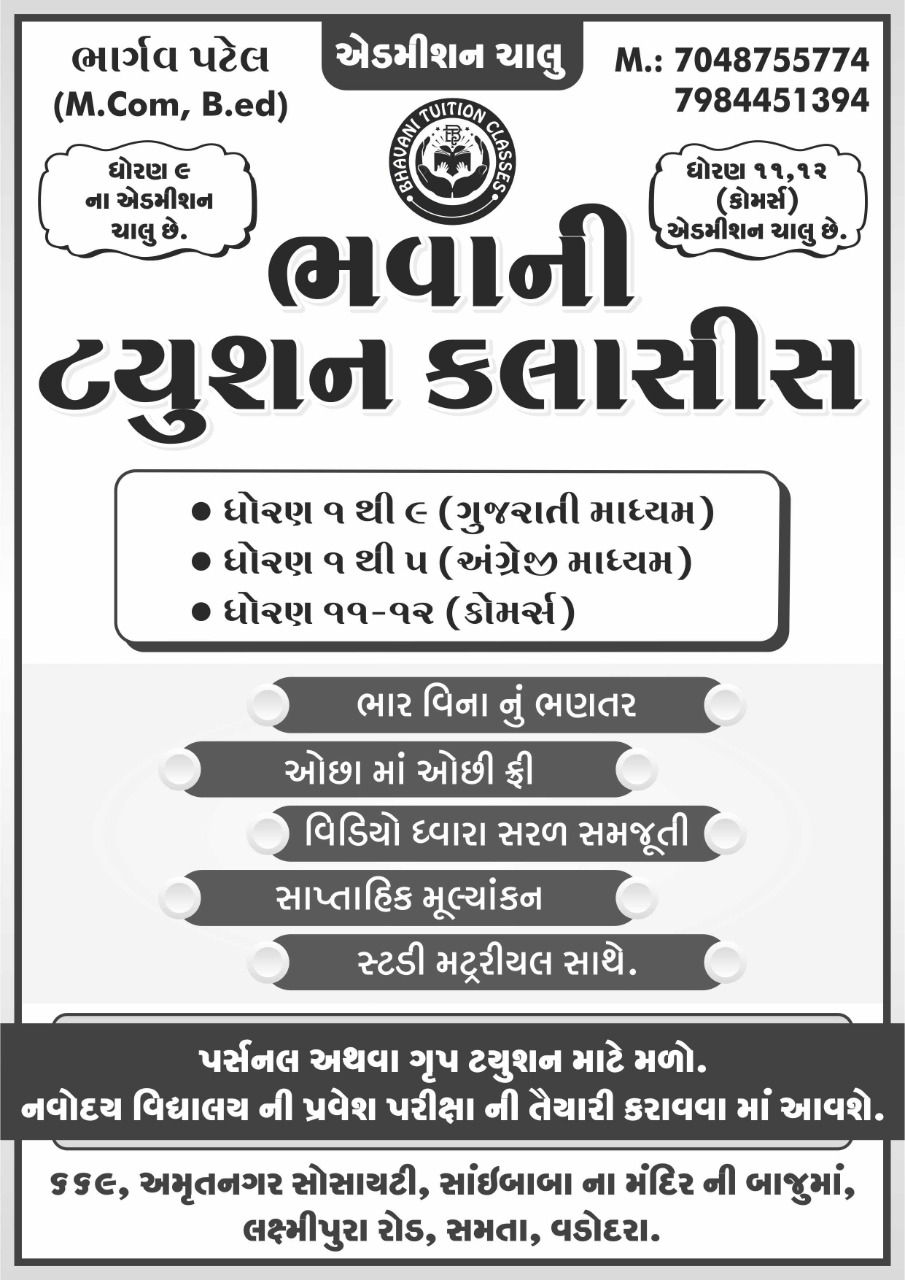 ભાર્ગવ પટેલ
(M.Com, B.ed)
એડમીશન ચાલુ
M.: 7048755774
7984451394
BHAVANI TUITION CLASSES
ધોરણ ૯
ના એડમીશન
ચાલુ છે.
ધોરણ ૧૧,૧૨
(કોમર્સ)
એડમીશન ચાલુ છે.
ભવાની
ટયુશન કલાસીસ
• ધોરણ ૧ થી ૯ (ગુજરાતી માધ્યમ)
• ધોરણ ૧ થી ૫ (અંગ્રેજી માધ્યમ)
• ધોરણ ૧૧-૧૨ (કોમર્સ)
ભાર વિના નું ભણતર
ઓછા માં ઓછી ફ્રી
વિડિયો ધ્વારા સરળ સમજૂતી
સાપ્તાહિક મૂલ્યાંકન
સ્ટડી મટ્રરીયલ સાથે.
પર્સનલ અથવા ગૃપ ટયુશન માટે મળો.
નવોદય વિદ્યાલય ની પ્રવેશ પરીક્ષા ની તૈયારી કરાવવા માં આવશે.
૬૬૯, અમૃતનગર સોસાયટી, સાંઈબાબા ના મંદિર ની બાજુમાં,
લક્ષ્મીપુરા રોડ, સમતા, વડોદરા.